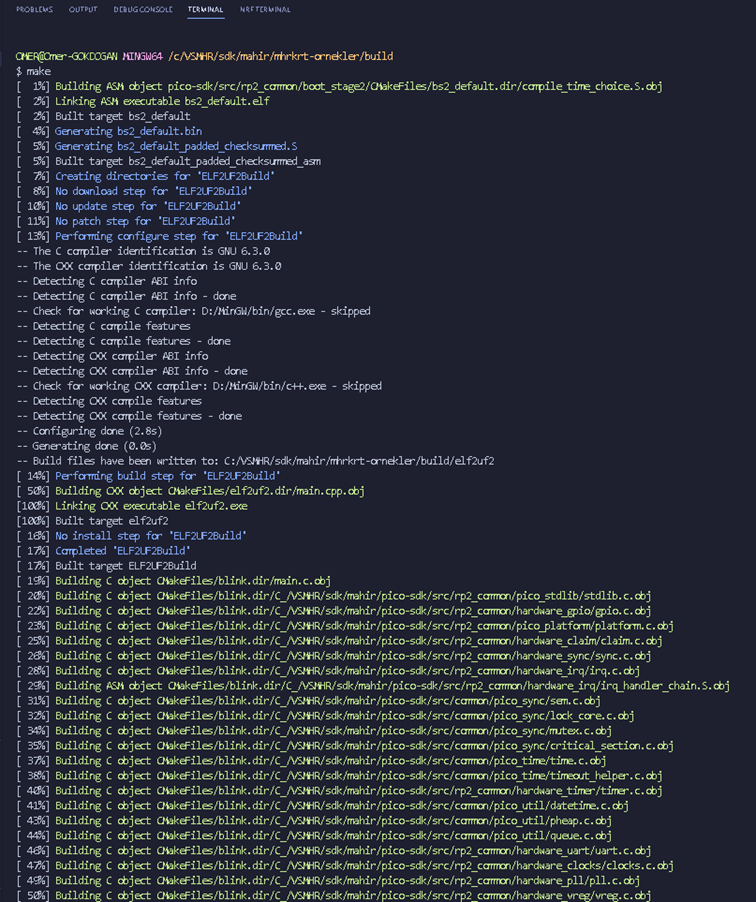 PROBLEMS OUTPUT DEBUG CONSOLE TERMINAL NRF TERMINAL
OMER@Omer-GOKDOGAN MINGW64 /c/VSMHR/sdk/mahir/mhrkrt-ornekler/build
$ make
[  1%] Building ASM object pico-sdk/src/rp2_common/boot_stage2/CMakeFiles/bs2_default.dir/compile_time_choice.S.obj
[  2%] Linking ASM executable bs2_default.elf
[  2%] Built target bs2_default
[  4%] Generating bs2_default.bin
[  5%] Generating bs2_default_padded_checksummed.S
[  5%] Built target bs2_default_padded_checksummed_asm
[  7%] Creating directories for 'ELF2UF2Build'
[  8%] No download step for 'ELF2UF2Build'
[ 10%] No update step for 'ELF2UF2Build'
[ 11%] No patch step for 'ELF2UF2Build'
[ 13%] Performing configure step for 'ELF2UF2Build'
-- The C compiler identification is GNU 6.3.0
-- The CXX compiler identification is GNU 6.3.0
-- Detecting C compiler ABI info
-- Detecting C compiler ABI info - done
-- Check for working C compiler: D:/MinGW/bin/gcc.exe - skipped
-- Detecting C compile features
-- Detecting C compile features - done
-- Detecting CXX compiler ABI info
-- Detecting CXX compiler ABI info - done
-- Check for working CXX compiler: D:/MinGW/bin/c++.exe - skipped
-- Detecting CXX compile features
-- Detecting CXX compile features - done
-- Configuring done (2.8s)
-- Generating done (0.0s)
-- Build files have been written to: C:/VSMHR/sdk/mahir/mhrkrt-ornekler/build/elf2uf2
[ 14%] Performing build step for 'ELF2UF2Build'
[ 50%] Building CXX object CMakeFiles/elf2uf2.dir/main.cpp.obj
[100%] Linking CXX executable elf2uf2.exe
[100%] Built target elf2uf2
[ 16%] No install step for 'ELF2UF2Build'
[ 17%] Completed 'ELF2UF2Build'
[ 17%] Built target ELF2UF2Build
[ 19%] Building C object CMakeFiles/blink.dir/main.c.obj
[ 20%] Building C object CMakeFiles/blink.dir/C_/VSMHR/sdk/mahir/pico-sdk/src/rp2_common/pico_stdlib/stdlib.c.obj
[ 22%] Building C object CMakeFiles/blink.dir/C_/VSMHR/sdk/mahir/pico-sdk/src/rp2_common/hardware_gpio/gpio.c.obj
[ 23%] Building C object CMakeFiles/blink.dir/C_/VSMHR/sdk/mahir/pico-sdk/src/rp2_common/pico_platform/platform.c.obj
[ 25%] Building C object CMakeFiles/blink.dir/C_/VSMHR/sdk/mahir/pico-sdk/src/rp2_common/hardware_claim/claim.c.obj
[ 26%] Building C object CMakeFiles/blink.dir/C_/VSMHR/sdk/mahir/pico-sdk/src/rp2_common/hardware_sync/sync.c.obj
[ 28%] Building C object CMakeFiles/blink.dir/C_/VSMHR/sdk/mahir/pico-sdk/src/rp2_common/hardware_irq/irq.c.obj
[ 29%] Building ASM object CMakeFiles/blink.dir/C_/VSMHR/sdk/mahir/pico-sdk/src/rp2_common/hardware_irq/irq_handler_chain.S.obj
[ 31%] Building C object CMakeFiles/blink.dir/C_/VSMHR/sdk/mahir/pico-sdk/src/common/pico_sync/sem.c.obj
[ 32%] Building C object CMakeFiles/blink.dir/C_/VSMHR/sdk/mahir/pico-sdk/src/common/pico_sync/lock_core.c.obj
[ 34%] Building C object CMakeFiles/blink.dir/C_/VSMHR/sdk/mahir/pico-sdk/src/common/pico_sync/mutex.c.obj
[ 35%] Building C object CMakeFiles/blink.dir/C_/VSMHR/sdk/mahir/pico-sdk/src/common/pico_sync/critical_section.c.obj
[ 37%] Building C object CMakeFiles/blink.dir/C_/VSMHR/sdk/mahir/pico-sdk/src/common/pico_time/time.c.obj
[ 38%] Building C object CMakeFiles/blink.dir/C_/VSMHR/sdk/mahir/pico-sdk/src/common/pico_time/timeout_helper.c.obj
[ 40%] Building C object CMakeFiles/blink.dir/C_/VSMHR/sdk/mahir/pico-sdk/src/rp2_common/hardware_timer/timer.c.obj
[ 41%] Building C object CMakeFiles/blink.dir/C_/VSMHR/sdk/mahir/pico-sdk/src/common/pico_util/datetime.c.obj
[ 43%] Building C object CMakeFiles/blink.dir/C_/VSMHR/sdk/mahir/pico-sdk/src/common/pico_util/pheap.c.obj
[ 44%] Building C object CMakeFiles/blink.dir/C_/VSMHR/sdk/mahir/pico-sdk/src/common/pico_util/queue.c.obj
[ 46%] Building C object CMakeFiles/blink.dir/C_/VSMHR/sdk/mahir/pico-sdk/src/rp2_common/hardware_uart/uart.c.obj
[ 47%] Building C object CMakeFiles/blink.dir/C_/VSMHR/sdk/mahir/pico-sdk/src/rp2_common/hardware_clocks/clocks.c.obj
[ 49%] Building C object CMakeFiles/blink.dir/C_/VSMHR/sdk/mahir/pico-sdk/src/rp2_common/hardware_pll/pll.c.obj
[ 50%] Building C object CMakeFiles/blink.dir/C_/VSMHR/sdk/mahir/pico-sdk/src/rp2_common/hardware_vreg/vreg.c.obj